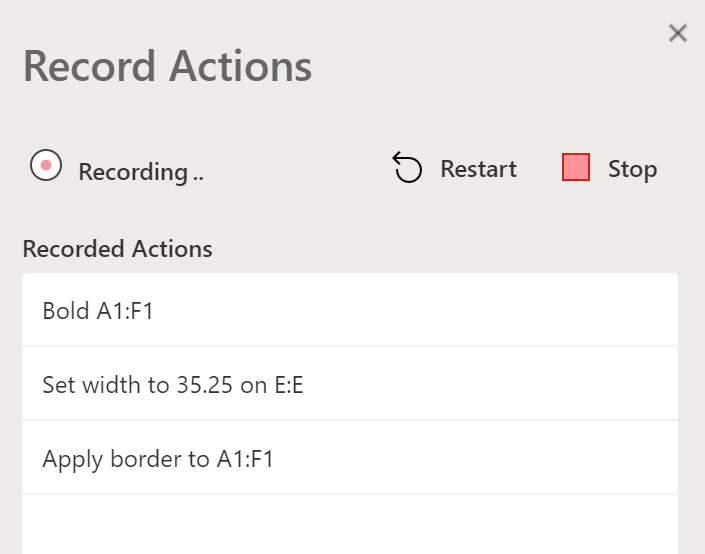 Record Actions
Recording ..
Restart
Stop
Recorded Actions
Bold A1:F1
Set width to 35.25 on E:E
Apply border to A1:F1